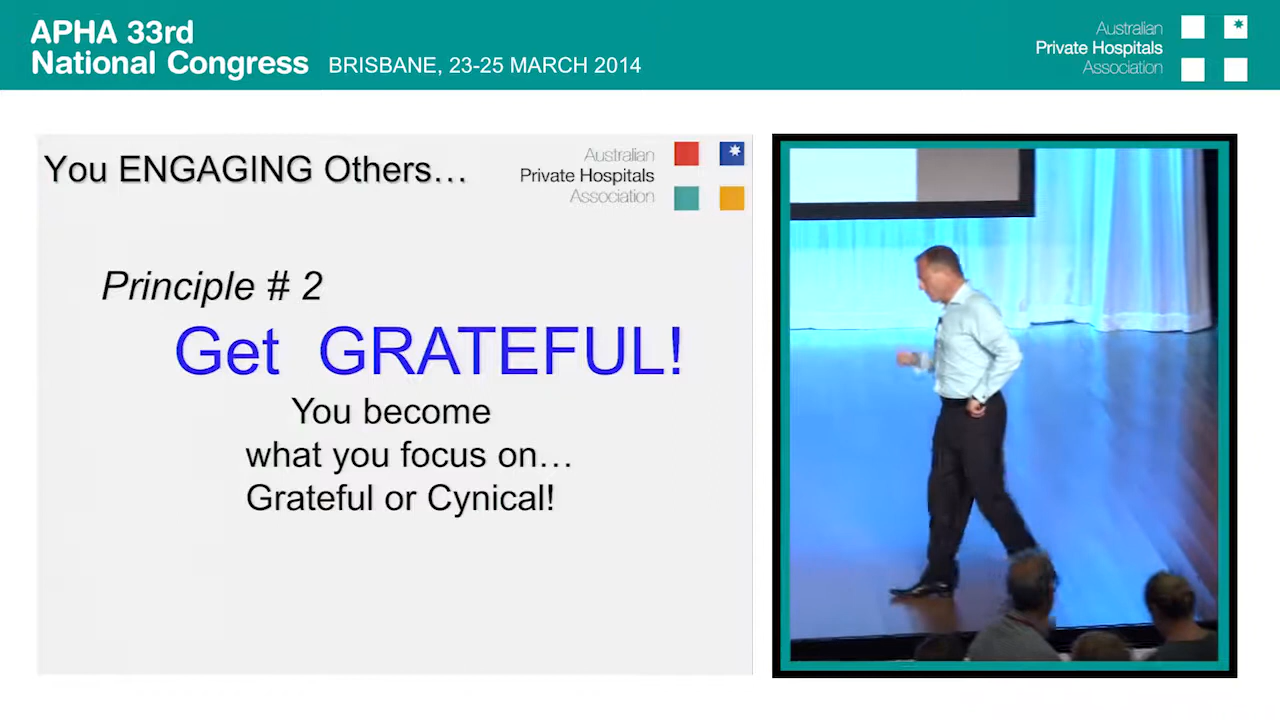 APHA 33rd
National Congress BRISBANE, 23-25 MARCH 2014
Australian
Private Hospitals
Association
You ENGAGING Others…
Australian
Private Hospitals
Association
Principle # 2
Get GRATEFUL!
You become
what you focus on…
Grateful or Cynical!